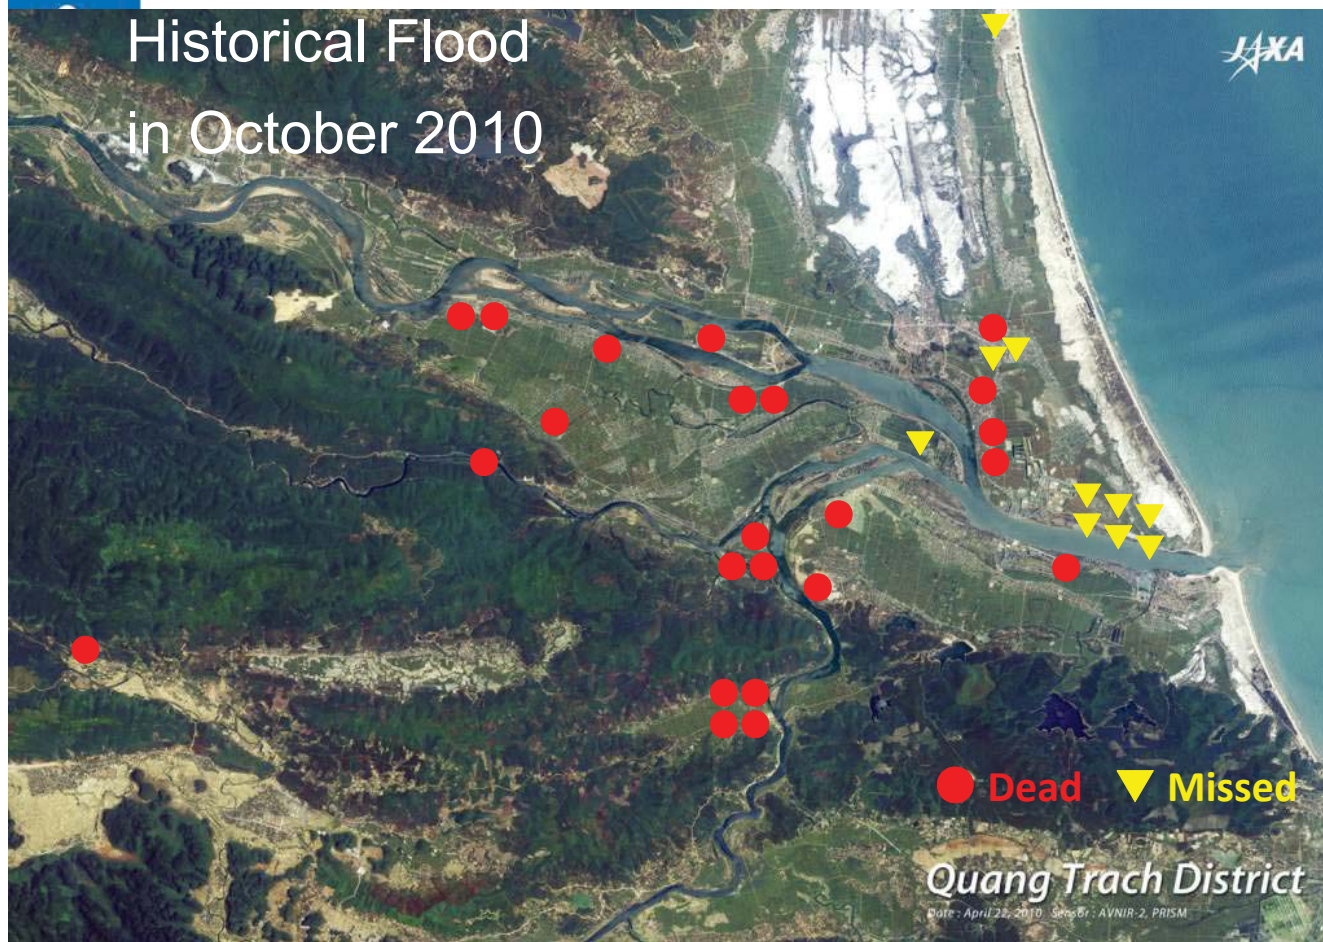 Historical Flood
in October 2010
JAXA
Dead
Missed
Quang Trach District
Date : April 22, 2010 Sensor : AVNIR-2, PRISM